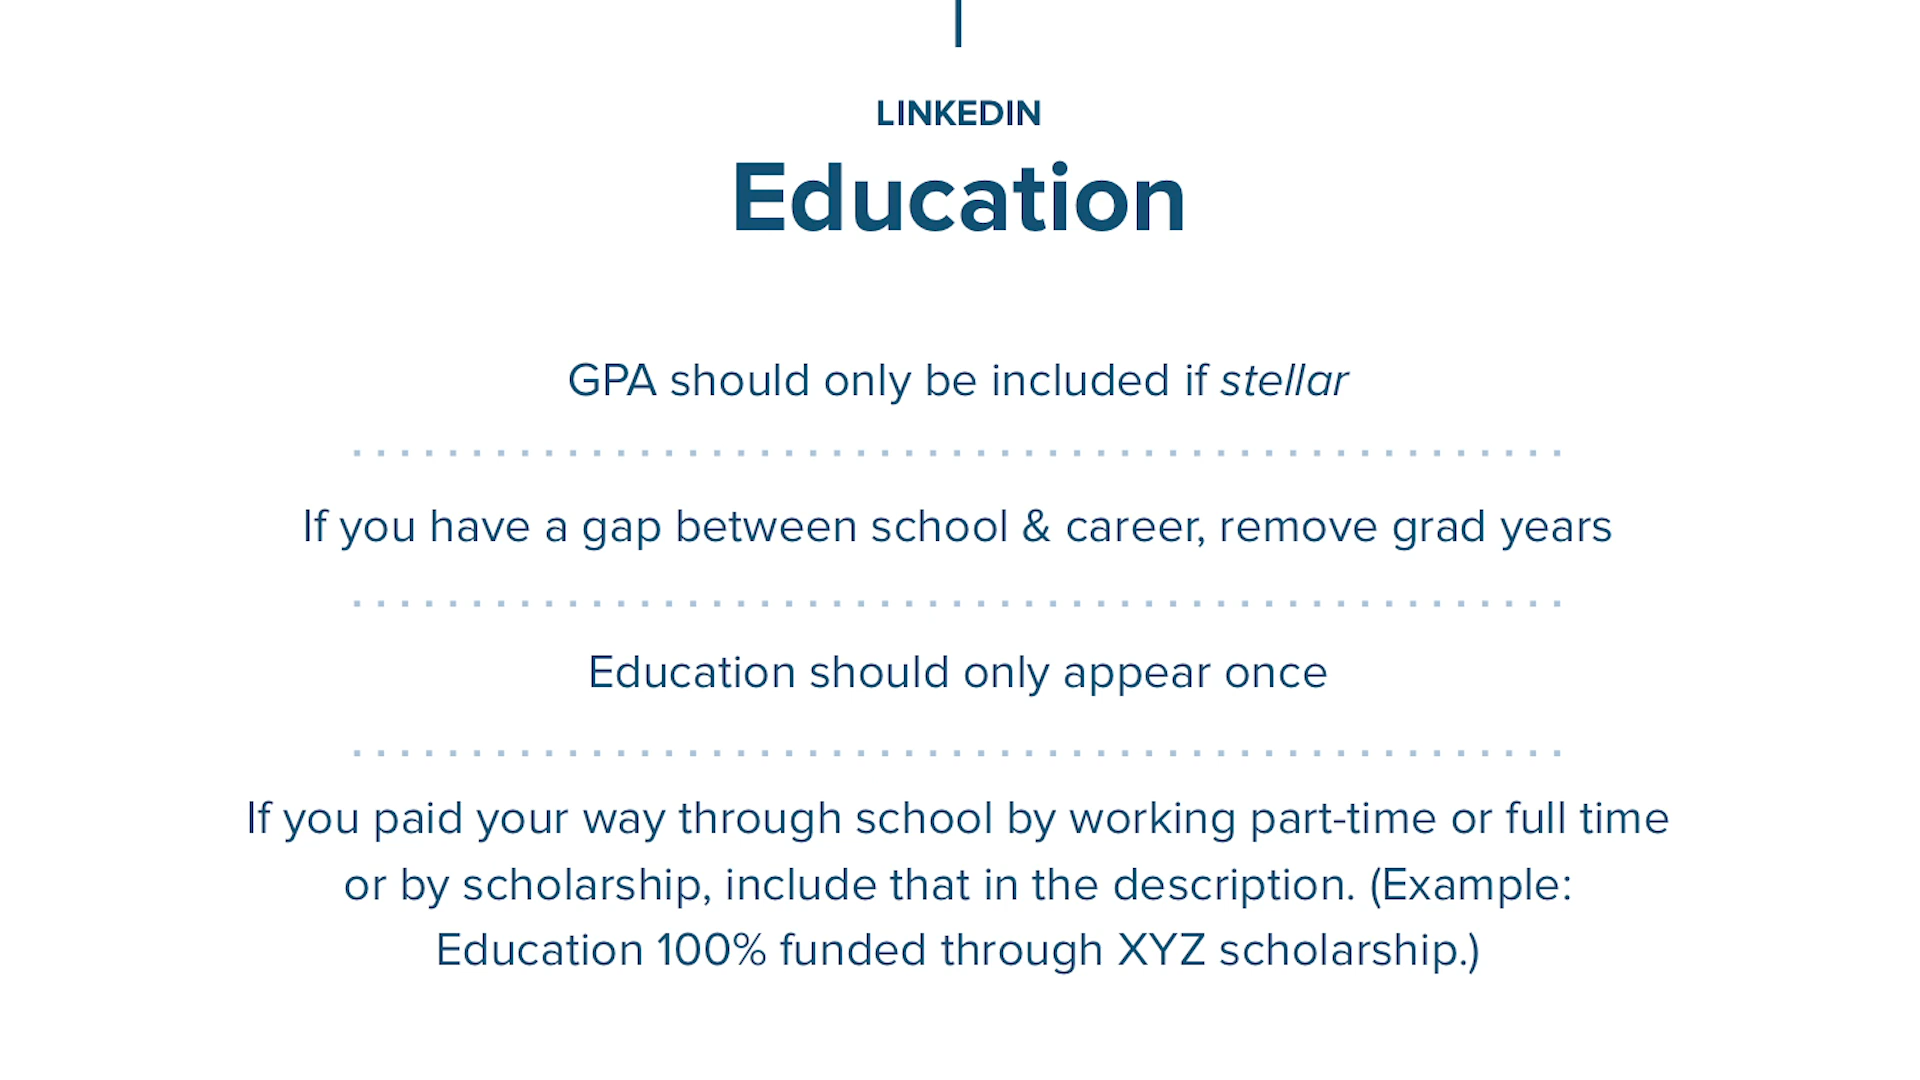 LINKEDIN
Education
GPA should only be included if stellar
If you have a gap between school & career, remove grad years
Education should only appear once
If you paid your way through school by working part-time or full time
or by scholarship, include that in the description. (Example:
Education 100% funded through XYZ scholarship.)